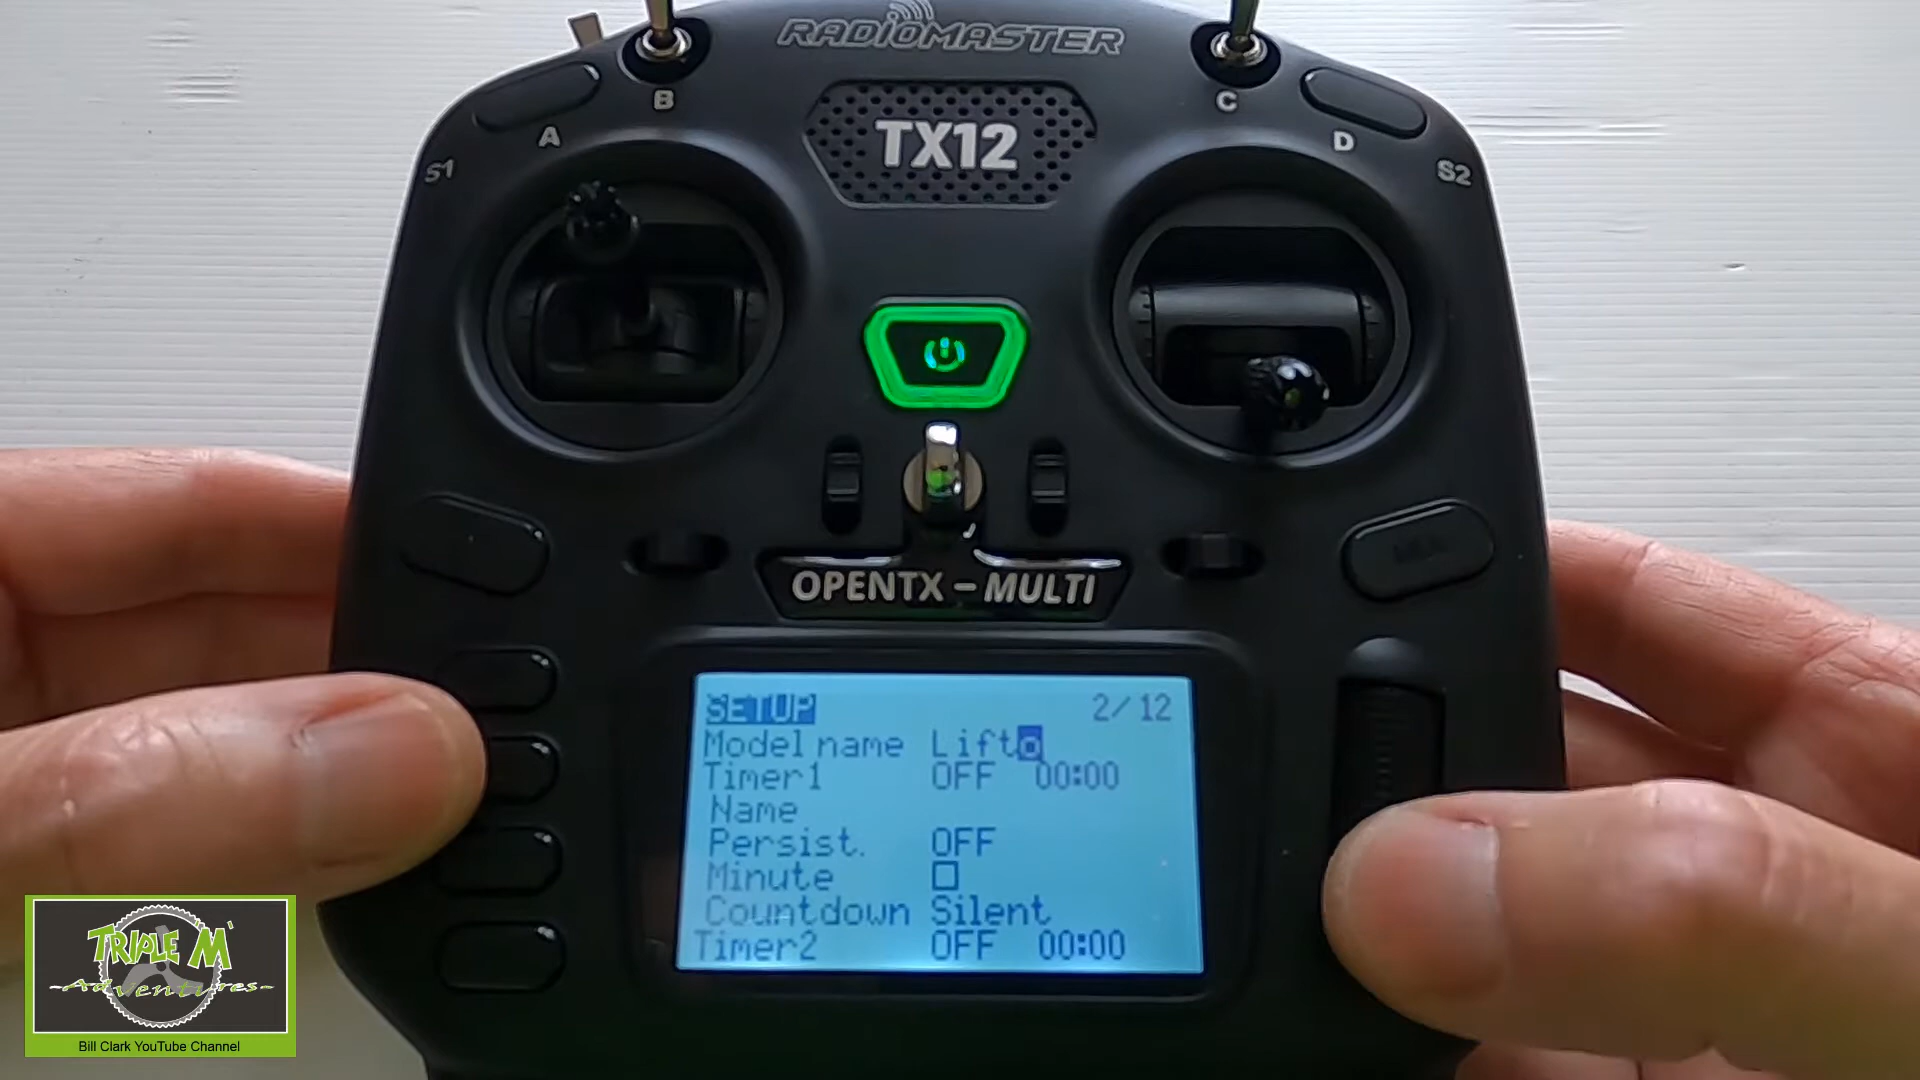 RADIOMASTER
B
C
A
TX12
D
S1
S2
OPENTX – MULTI
SETUP 2/12
Model name Lifto
Timer1 OFF 00:00
Name
Persist. OFF
Minute
Countdown Silent
Timer2 OFF 00:00
TRIPLE M
-Adventures-
Bill Clark YouTube Channel